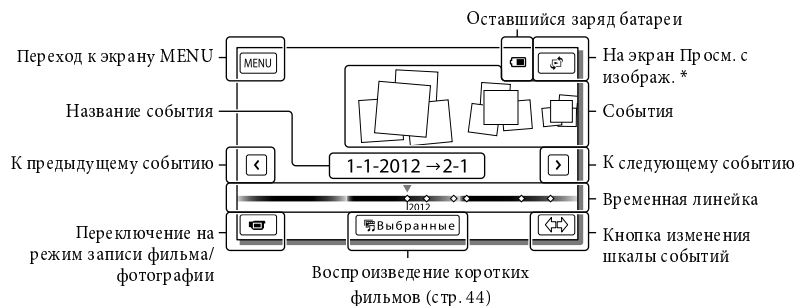 Оставшийся заряд батареи
Переход к экрану MENU
MENU
На экран Просм. с
изображ. *
Название события
События
К предыдущему событию
1-1-2012 →2-1
К следующему событию
Временная линейка
2012
Переключение на
режим записи фильма/
фотографии
Выбранные
Кнопка изменения
шкалы событий
Воспроизведение коротких
фильмов (стр. 44)